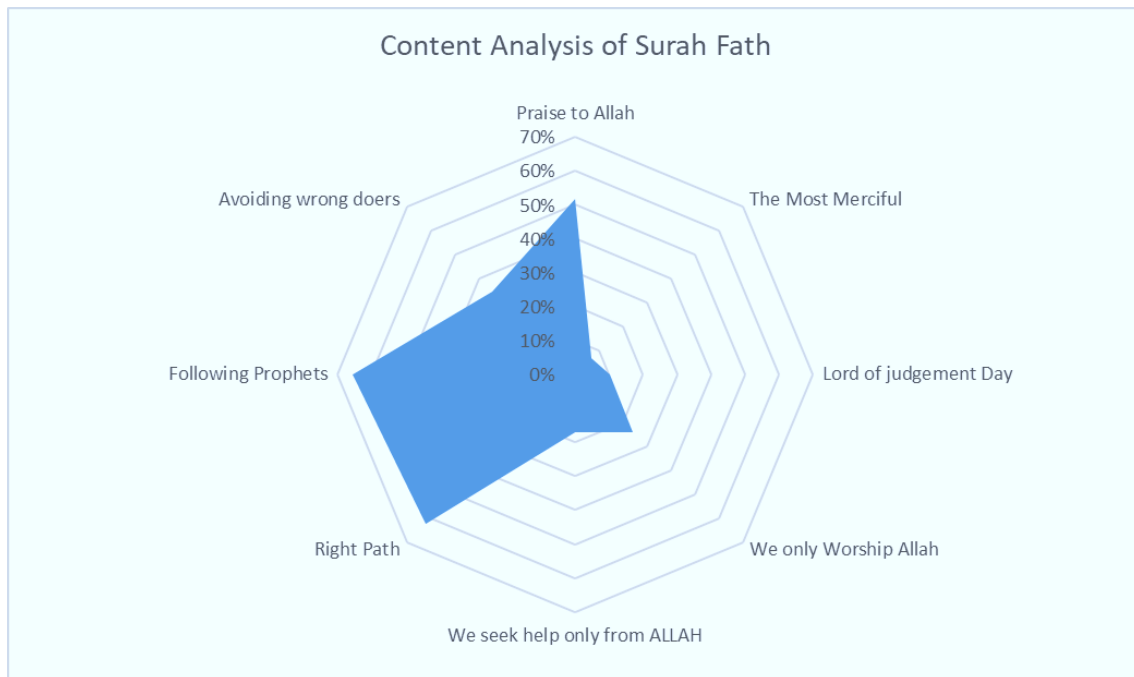 Content Analysis of Surah Fath
Praise to Allah
70%
60%
50%
40%
30%
20%
10%
0%
The Most Merciful
Lord of judgement Day
We only Worship Allah
We seek help only from ALLAH
Right Path
Following Prophets
Avoiding wrong doers